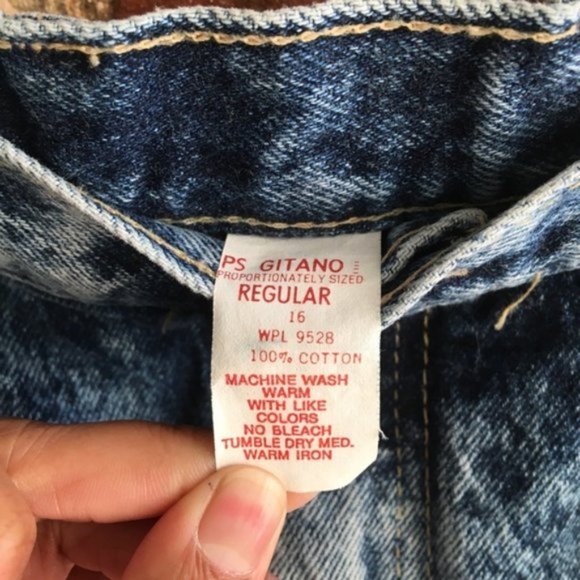 PS GITANO
PROPORTIONATELY SIZED
REGULAR
16
WPL 9528
100% COTTON
MACHINE WASH
WARM
WITH LIKE
COLORS
NO BLEACH
TUMBLE DRY MED.
WARM IRON